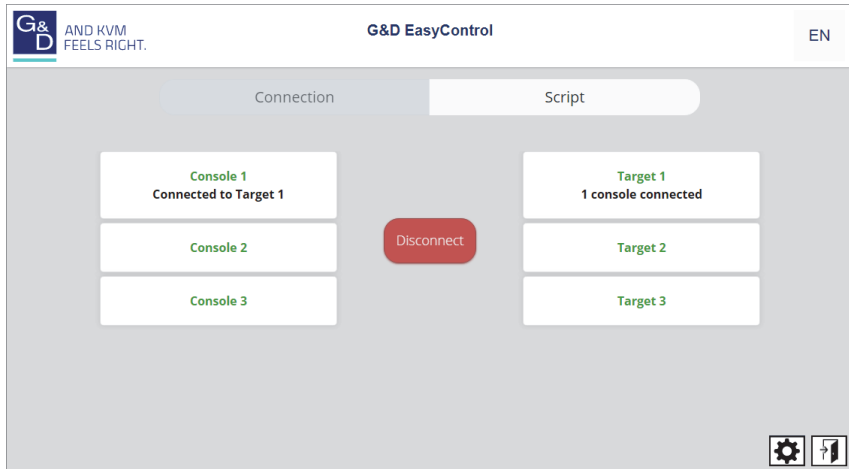 G&D
AND KVM
FEELS RIGHT.
G&D EasyControl
EN
Connection
Script
Console 1
Connected to Target 1
Console 2
Console 3
Disconnect
Target 1
1 console connected
Target 2
Target 3